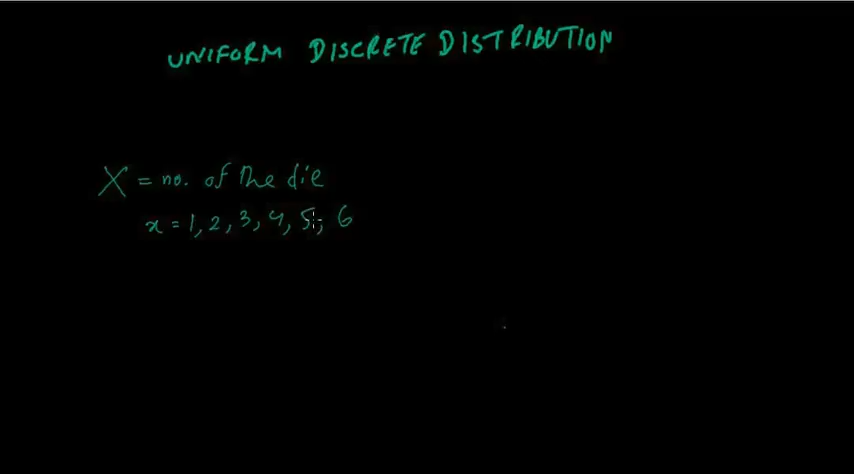 UNIFORM DISCRETE DISTRIBUTION
X = no. of the die
x = 1, 2, 3, 4, 5, 6